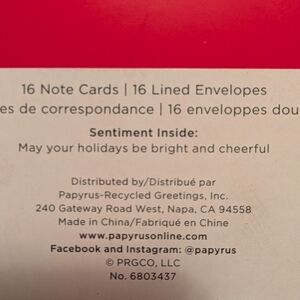 16 Note Cards | 16 Lined Envelopes
es de correspondance | 16 enveloppes dou
Sentiment Inside:
May your holidays be bright and cheerful
Distributed by/Distribué par
Papyrus-Recycled Greetings, Inc.
240 Gateway Road West, Napa, CA 94558
Made in China/Fabriqué en Chine
www.papyrusonline.com
Facebook and Instagram: @papyrus
© PRGCO, LLC
No. 6803437